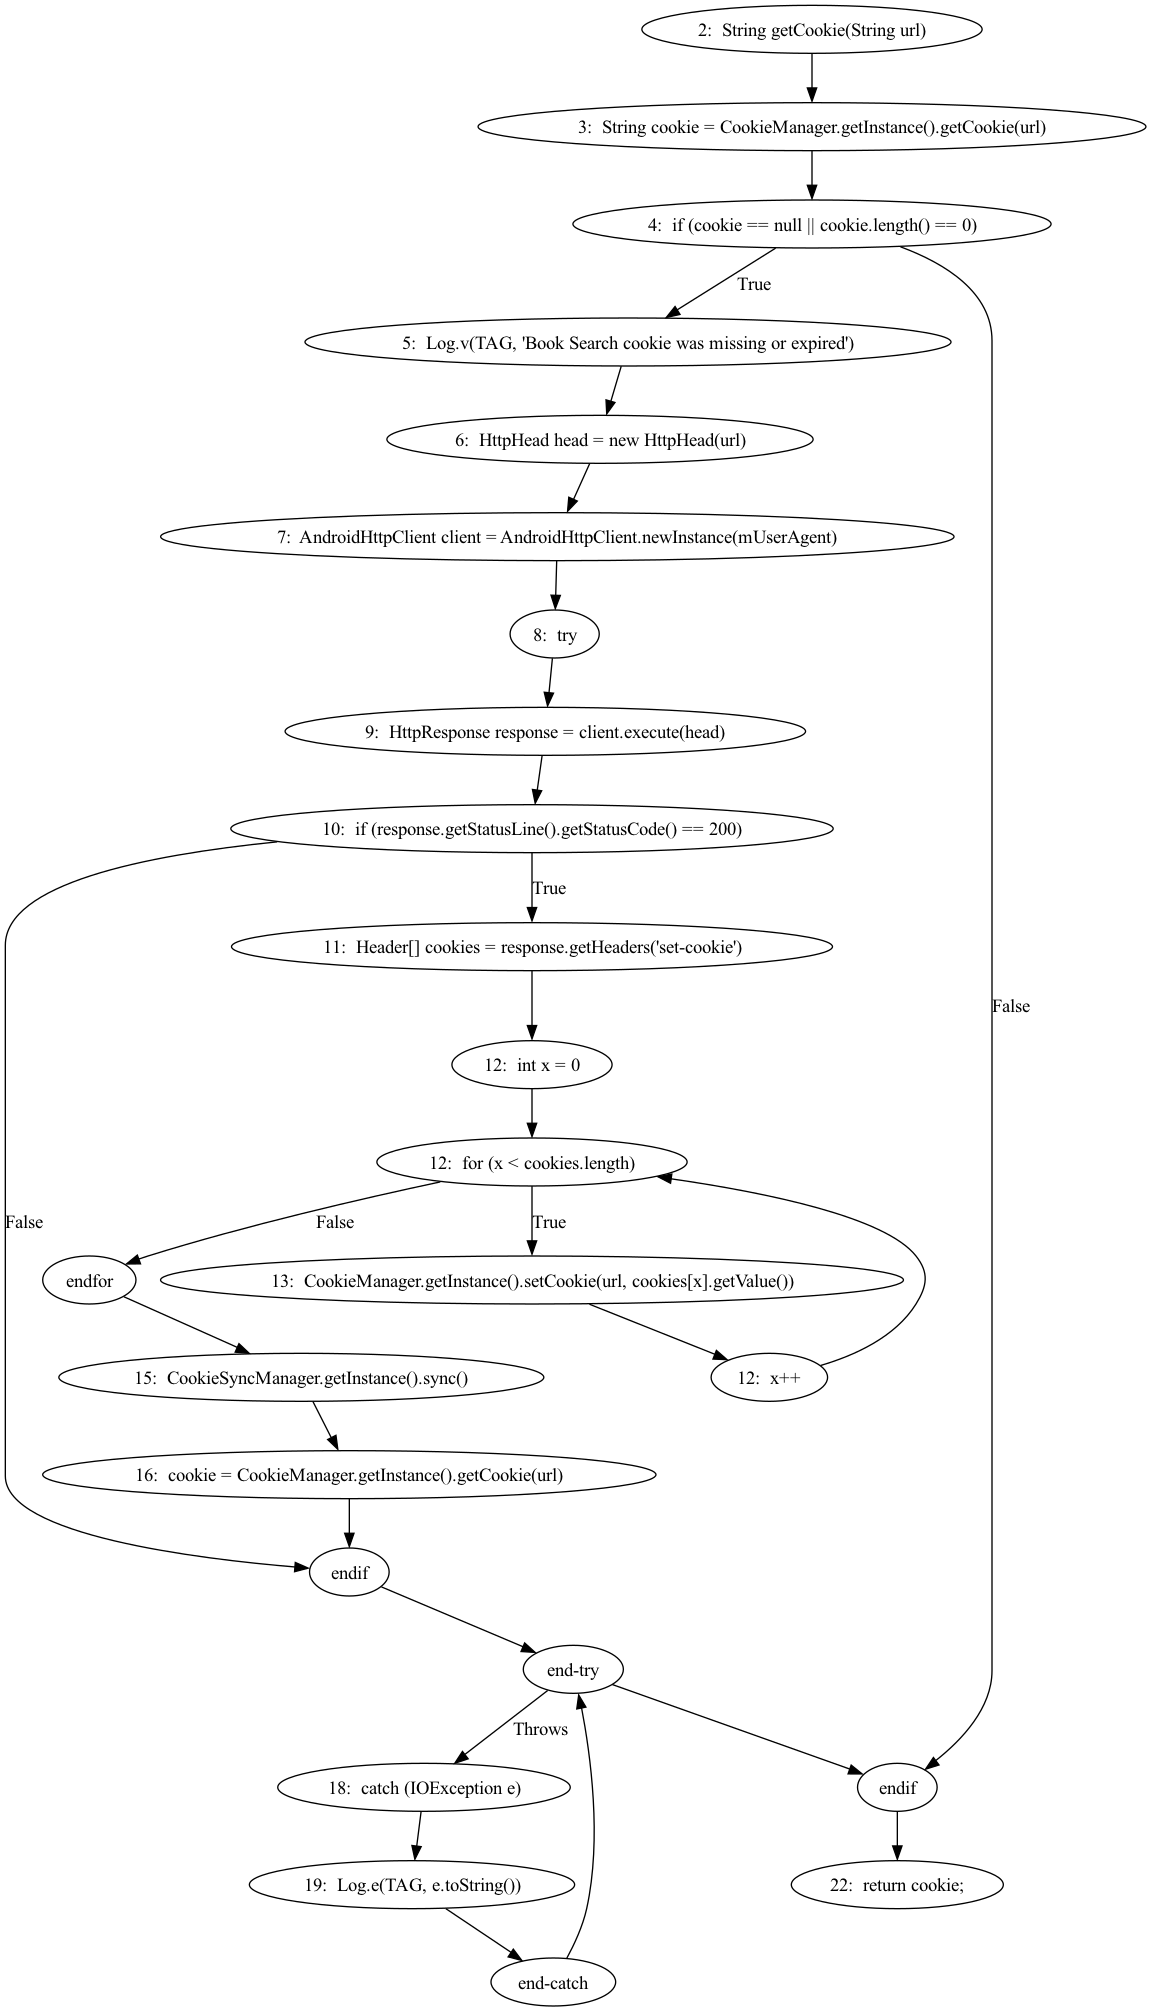 2:  String getCookie(String url)
3:  String cookie = CookieManager.getInstance().getCookie(url)
4:  if (cookie == null || cookie.length() == 0)
True
5:  Log.v(TAG, 'Book Search cookie was missing or expired')
6:  HttpHead head = new HttpHead(url)
7:  AndroidHttpClient client = AndroidHttpClient.newInstance(mUserAgent)
8:  try
9:  HttpResponse response = client.execute(head)
10:  if (response.getStatusLine().getStatusCode() == 200)
True
11:  Header[] cookies = response.getHeaders('set-cookie')
False
12:  int x = 0
12:  for (x < cookies.length)
False
False
True
endfor
13:  CookieManager.getInstance().setCookie(url, cookies[x].getValue())
15:  CookieSyncManager.getInstance().sync()
12:  x++
16:  cookie = CookieManager.getInstance().getCookie(url)
endif
end-try
Throws
18:  catch (IOException e)
endif
19:  Log.e(TAG, e.toString())
22:  return cookie;
end-catch